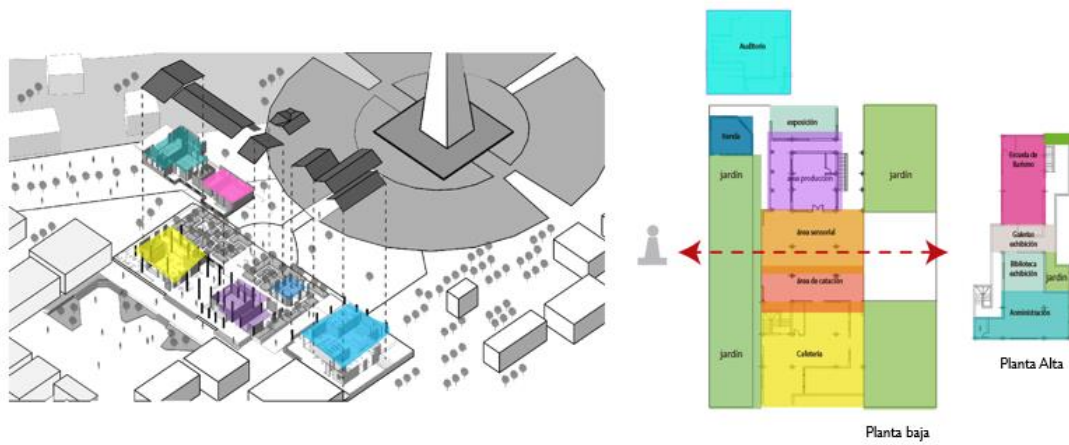 Auditorio
tienda
exposición
jardín
área producción
jardín
área sensorial
área de catación
jardín
Cafetería
Planta baja
Escuela de
Turismo
Galerías
exhibición
Biblioteca
exhibición
jardín
Administración
Planta Alta